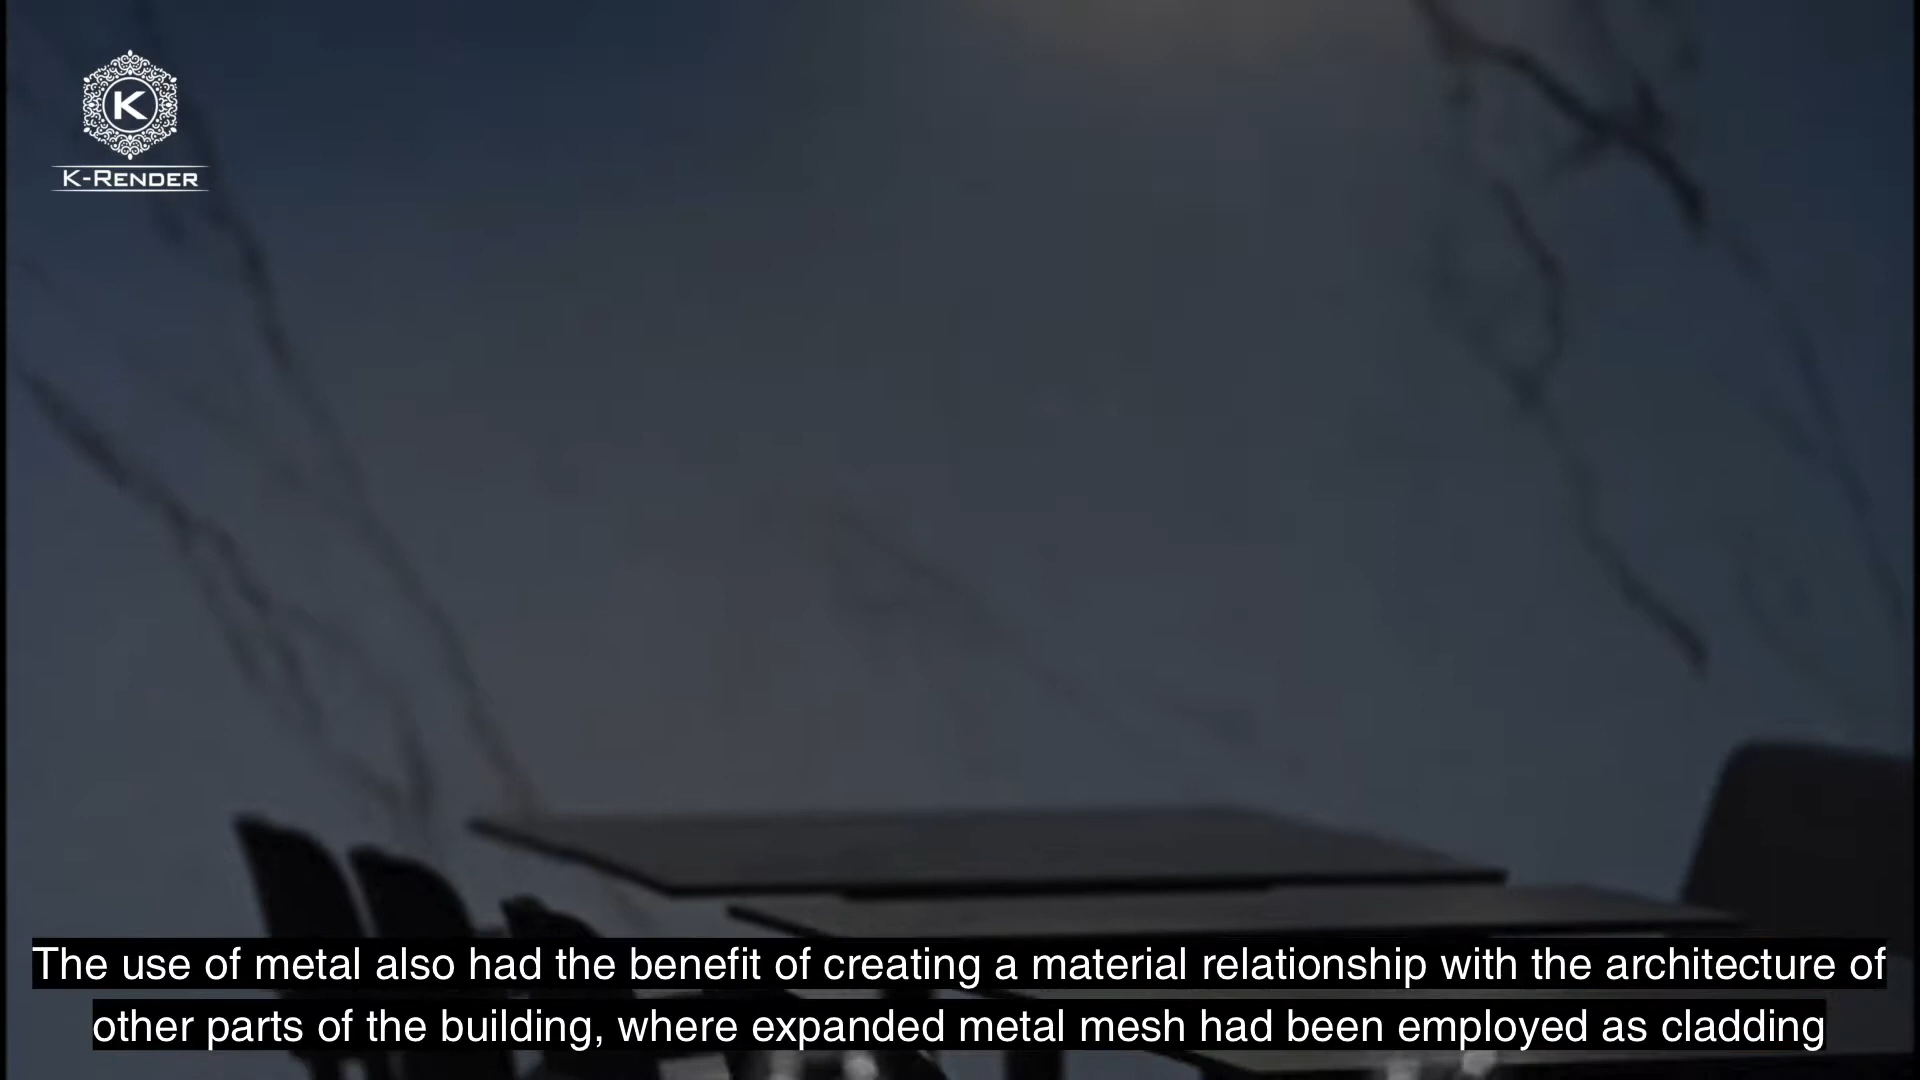 K
K-RENDER
The use of metal also had the benefit of creating a material relationship with the architecture of
other parts of the building, where expanded metal mesh had been employed as cladding